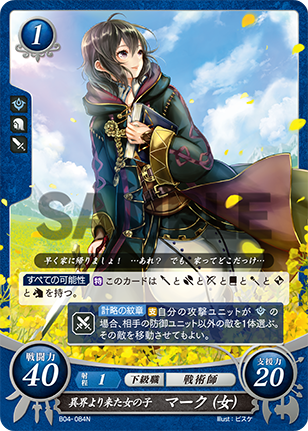 1
SAMPLE
早く家に帰りましょ! …あれ? でも、家ってどこだっけ…
すべての可能性 常 このカードは と と と と と と
と を持つ。
計略の紋章 支 自分の攻撃ユニットが の
場合、相手の防御ユニット以外の敵を1体選ぶ。
その敵を移動させてもよい。
戦闘力
40
射程 1 下級職 戦術師
支援力
20
異界より来た女の子 マーク(女)
B04-084N
Illust:ビスケ